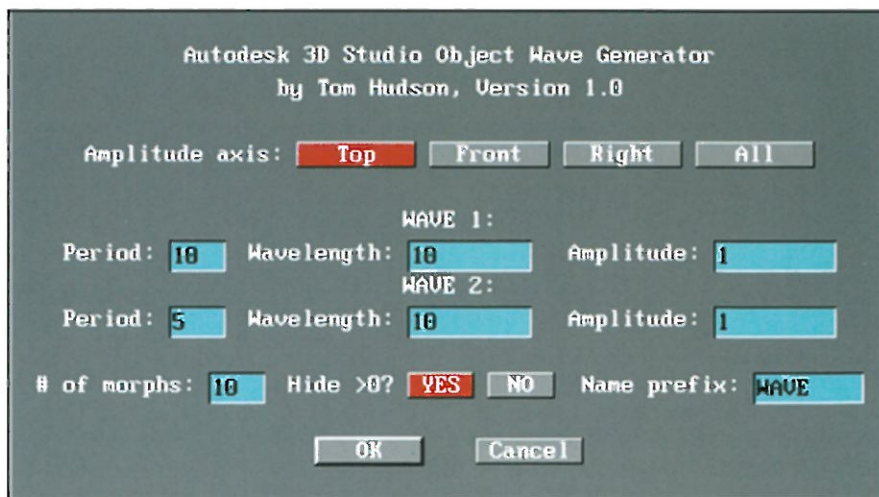 Autodesk 3D Studio Object Wave Generator
by Tom Hudson, Version 1.0
Amplitude axis: Top Front Right All
WAVE 1:
Period: 10 Wavelength: 10 Amplitude: 1
WAVE 2:
Period: 5 Wavelength: 10 Amplitude: 1
# of morphs: 10 Hide >0? YES NO Name prefix: WAVE
OK Cancel